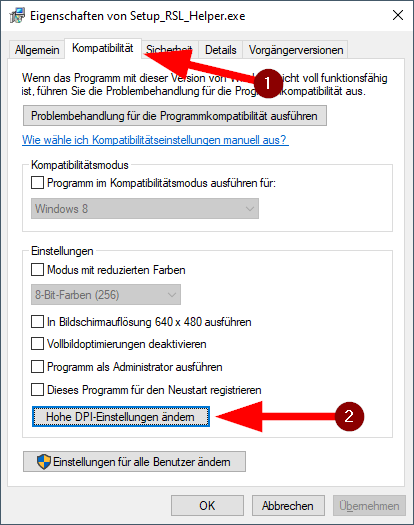 Eigenschaften von Setup_RSL_Helper.exe
Allgemein Kompatibilität Sicherheit Details Vorgängerversionen
Wenn das Programm mit dieser Version von nicht voll funktionsfähig
ist, führen Sie die Problembehandlung für die Programmkompatibilität aus.
1
Problembehandlung für die Programmkompatibilität ausführen
Wie wähle ich Kompatibilitätseinstellungen manuell aus?
Kompatibilitätsmodus
Programm im Kompatibilitätsmodus ausführen für:
Windows 8
Einstellungen
Modus mit reduzierten Farben
8-Bit-Farben (256)
In Bildschirmauflösung 640 x 480 ausführen
Vollbildoptimierungen deaktivieren
Programm als Administrator ausführen
Dieses Programm für den Neustart registrieren
Hohe DPI-Einstellungen ändern
2
Einstellungen für alle Benutzer ändern
OK Abbrechen Übernehmen